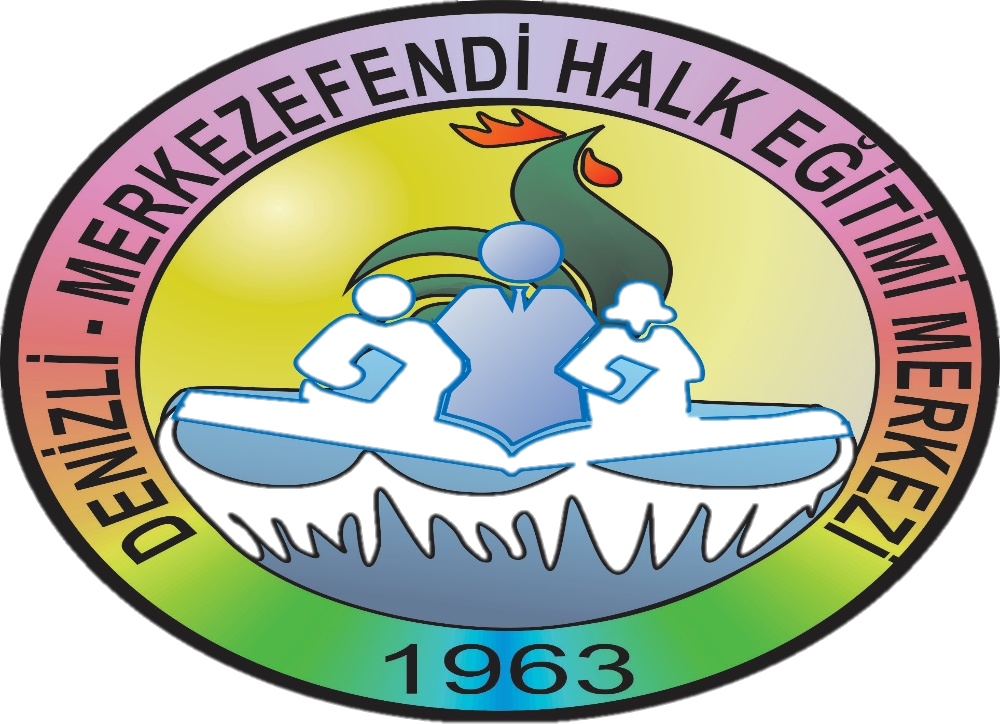 DENİZLİ - MERKEZEFENDİ HALK EĞİTİMİ MERKEZİ
1963